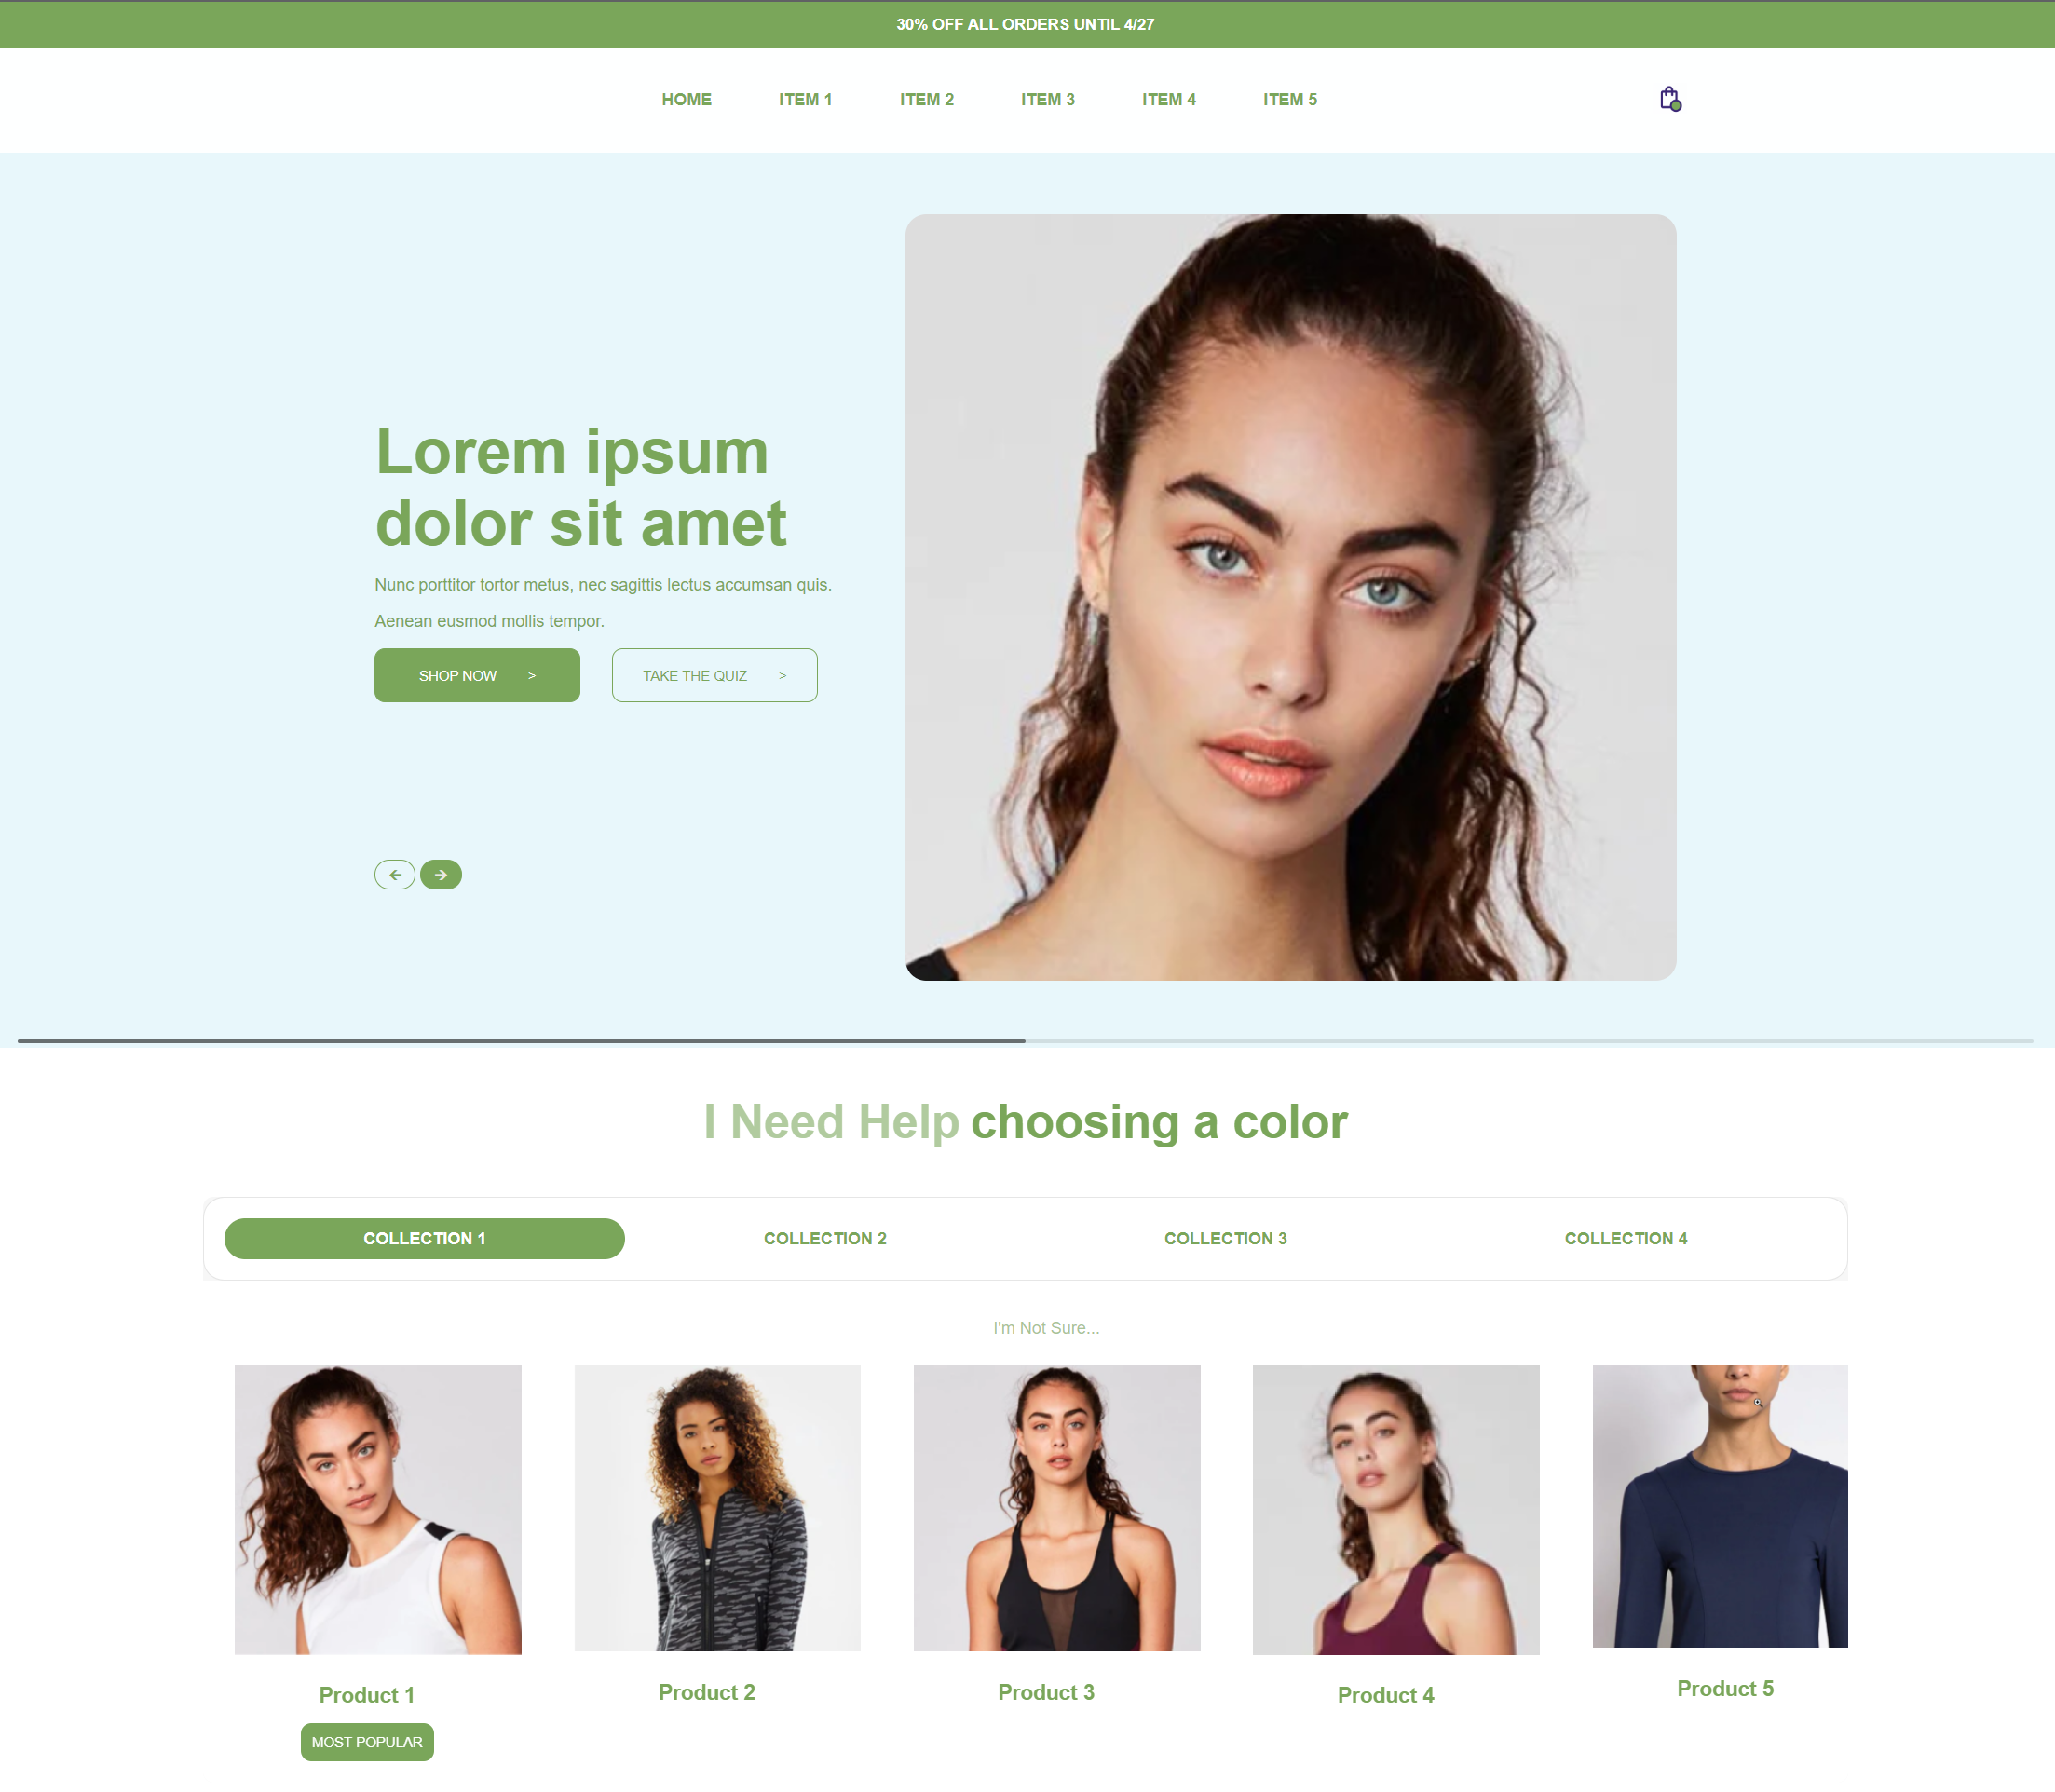 30% OFF ALL ORDERS UNTIL 4/27
HOME ITEM 1 ITEM 2 ITEM 3 ITEM 4 ITEM 5
Lorem ipsum
dolor sit amet
Nunc porttitor tortor metus, nec sagittis lectus accumsan quis.
Aenean eusmod mollis tempor.
SHOP NOW > TAKE THE QUIZ >
I Need Help choosing a color
COLLECTION 1 COLLECTION 2 COLLECTION 3 COLLECTION 4
I'm Not Sure...
Product 1 Product 2 Product 3 Product 4 Product 5
MOST POPULAR